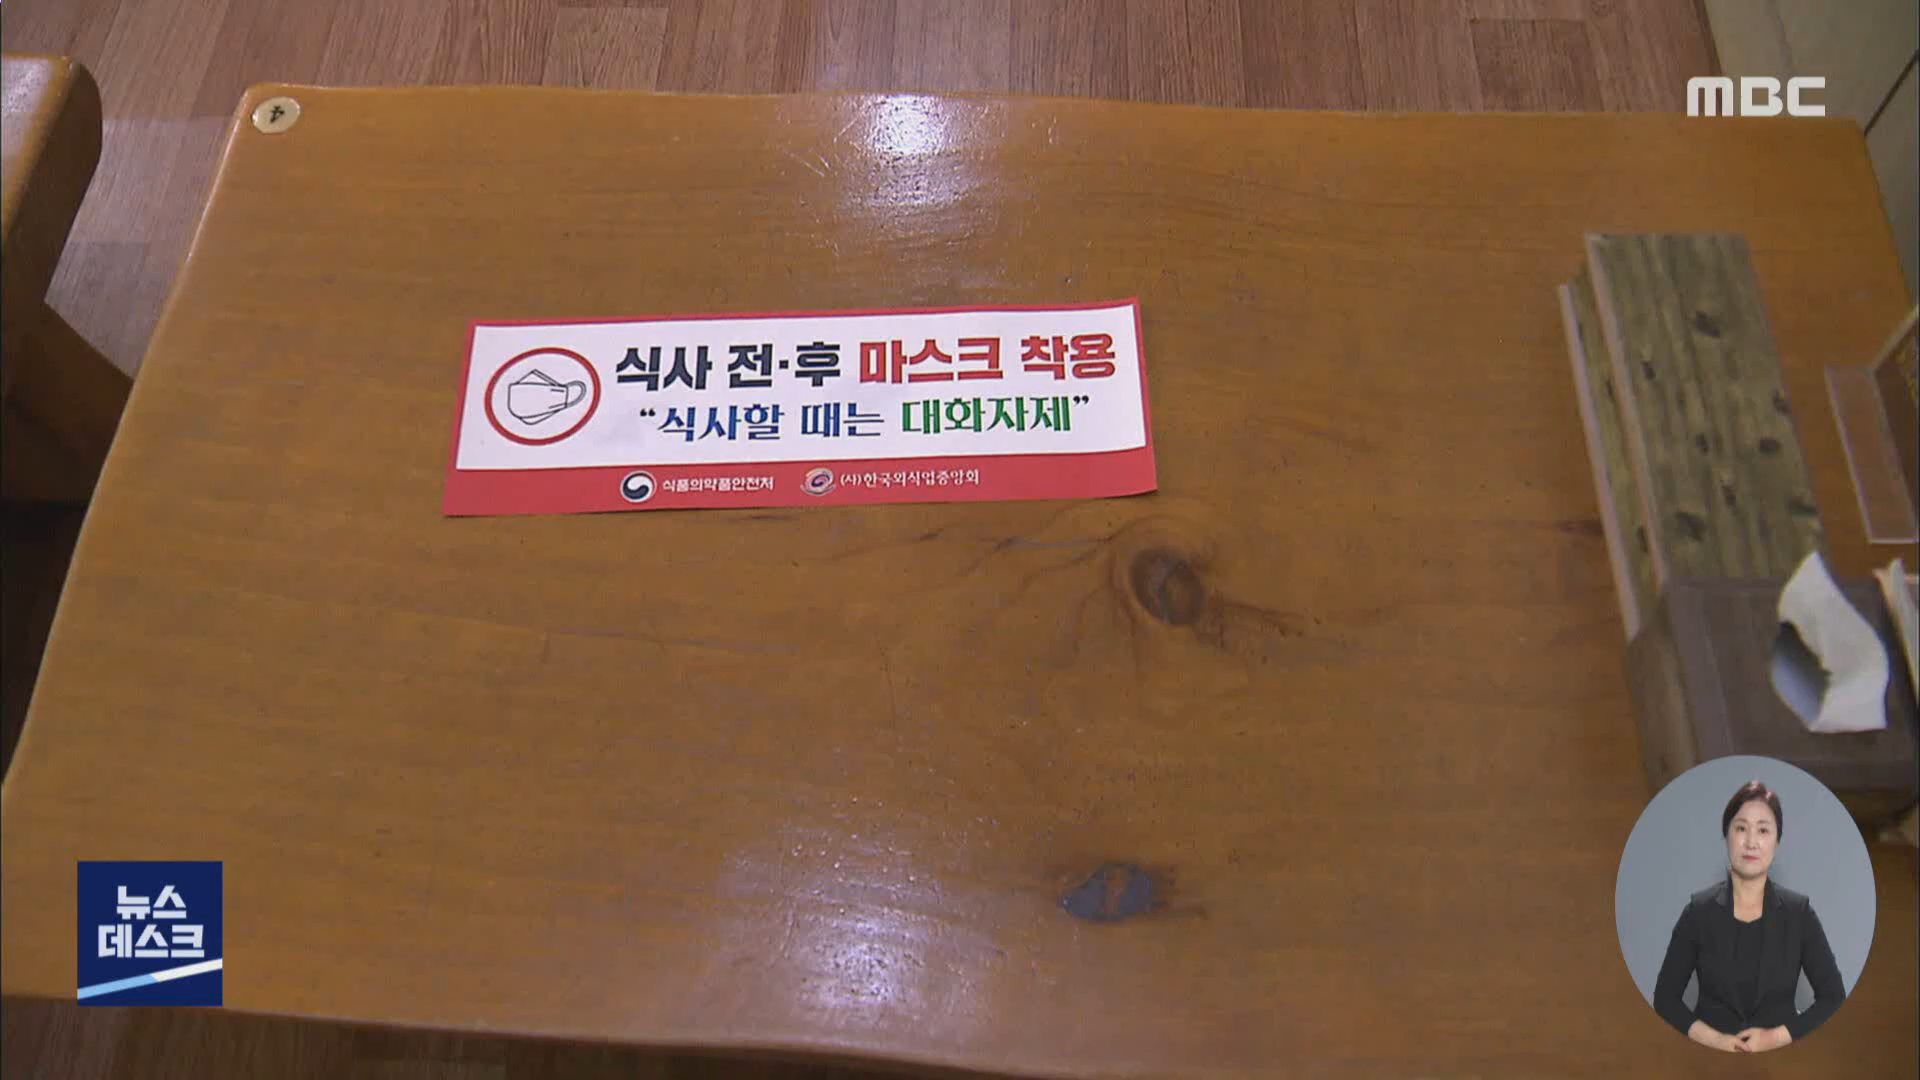 MBC
4
식사 전·후 마스크 착용
“식사할 때는 대화자제”
식품의약품안전처 (사)한국외식업중앙회
뉴스
데스크